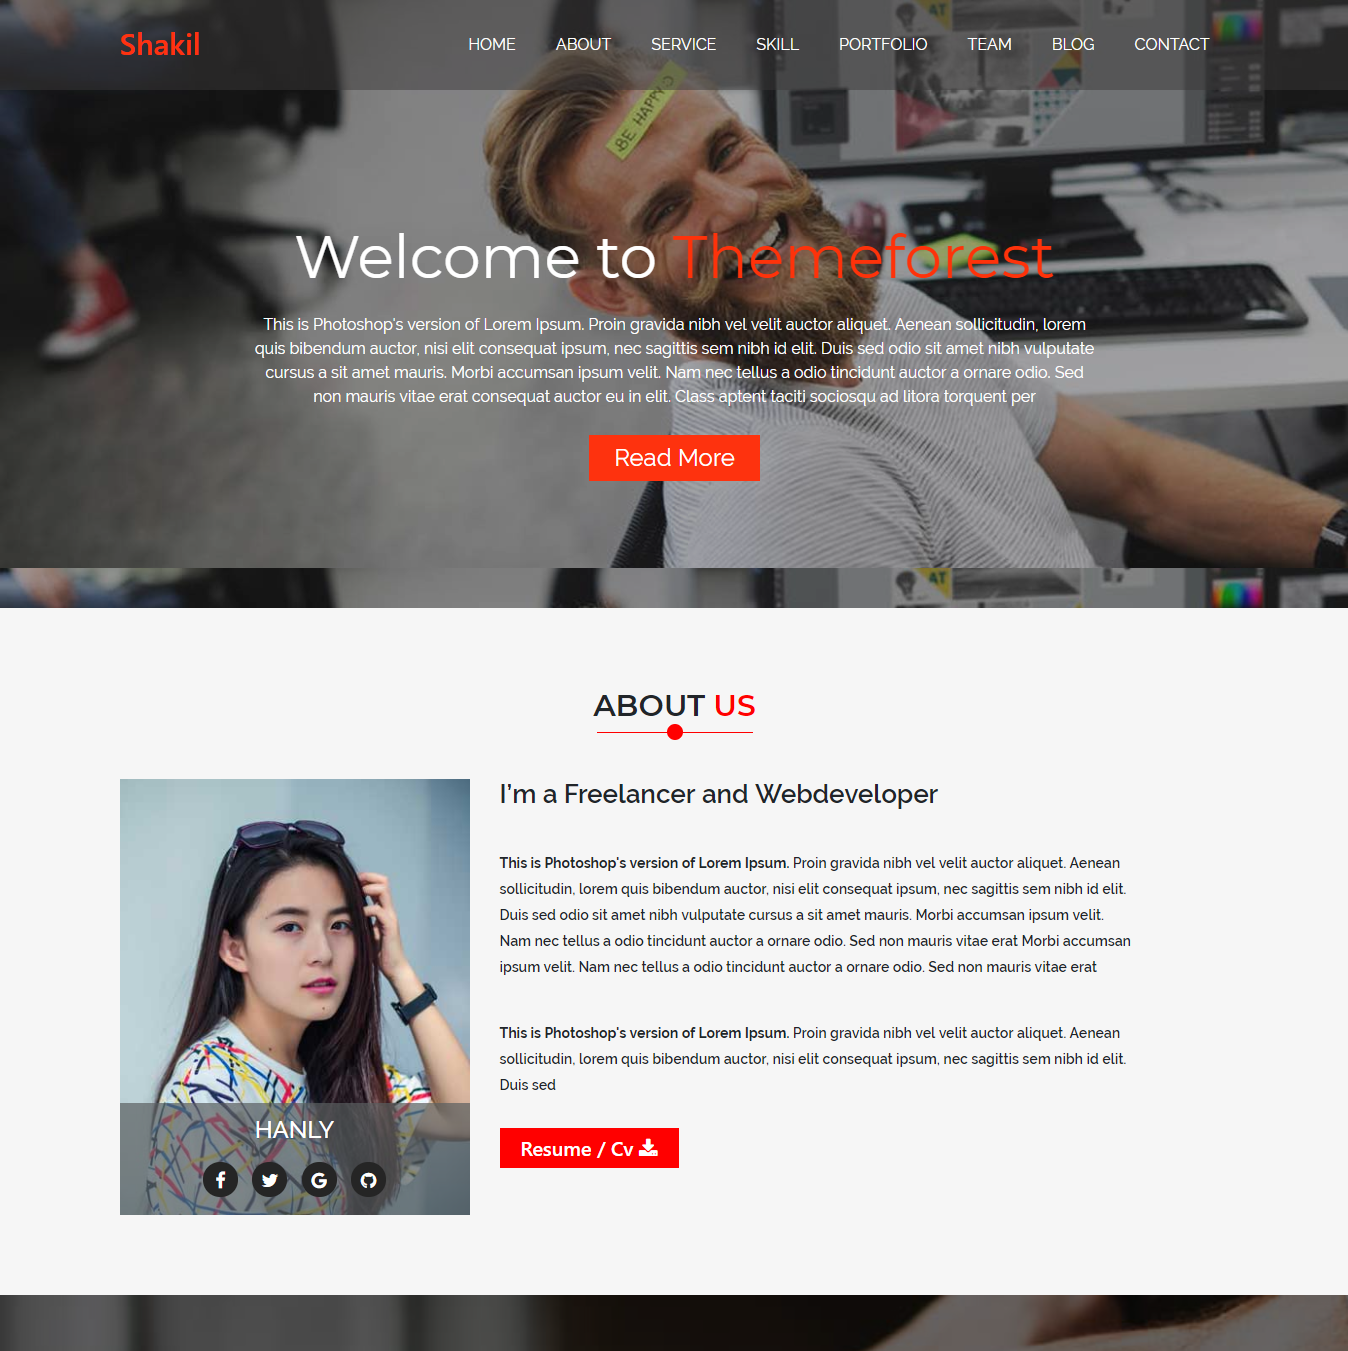 Shakil
HOME ABOUT SERVICE SKILL PORTFOLIO TEAM BLOG CONTACT
AT
BE HAPPY
Welcome to Themeforest
This is Photoshop's version of Lorem Ipsum. Proin gravida nibh vel velit auctor aliquet. Aenean sollicitudin, lorem
quis bibendum auctor, nisi elit consequat ipsum, nec sagittis sem nibh id elit. Duis sed odio sit amet nibh vulputate
cursus a sit amet mauris. Morbi accumsan ipsum velit. Nam nec tellus a odio tincidunt auctor a ornare odio. Sed
non mauris vitae erat consequat auctor eu in elit. Class aptent taciti sociosqu ad litora torquent per
Read More
AT
ABOUT US
I'm a Freelancer and Webdeveloper
This is Photoshop's version of Lorem Ipsum. Proin gravida nibh vel velit auctor aliquet. Aenean
sollicitudin, lorem quis bibendum auctor, nisi elit consequat ipsum, nec sagittis sem nibh id elit.
Duis sed odio sit amet nibh vulputate cursus a sit amet mauris. Morbi accumsan ipsum velit.
Nam nec tellus a odio tincidunt auctor a ornare odio. Sed non mauris vitae erat Morbi accumsan
ipsum velit. Nam nec tellus a odio tincidunt auctor a ornare odio. Sed non mauris vitae erat
This is Photoshop's version of Lorem Ipsum. Proin gravida nibh vel velit auctor aliquet. Aenean
sollicitudin, lorem quis bibendum auctor, nisi elit consequat ipsum, nec sagittis sem nibh id elit.
Duis sed
Resume / Cv
HANLY